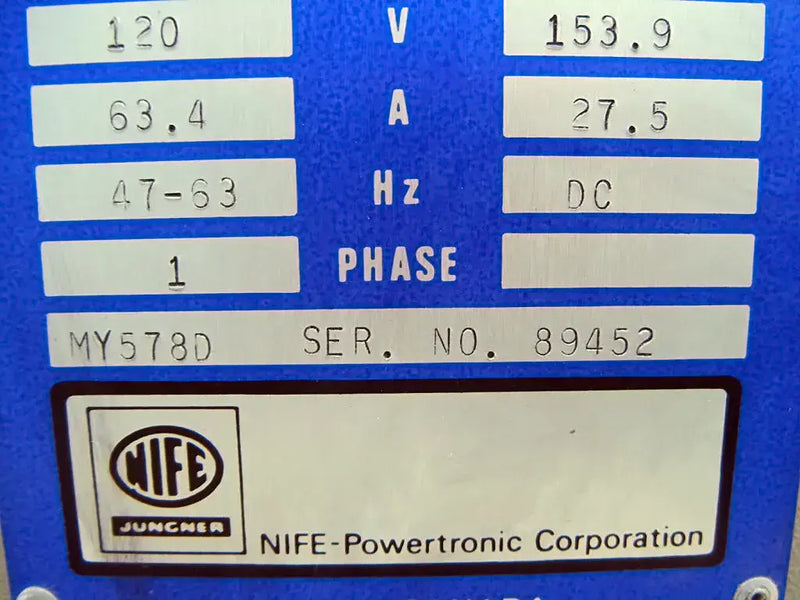 120 V 153.9
63.4 A 27.5
47-63 Hz DC
1 PHASE
MY578D SER. NO. 89452
NIFE
JUNGNER
NIFE-Powertronic Corporation